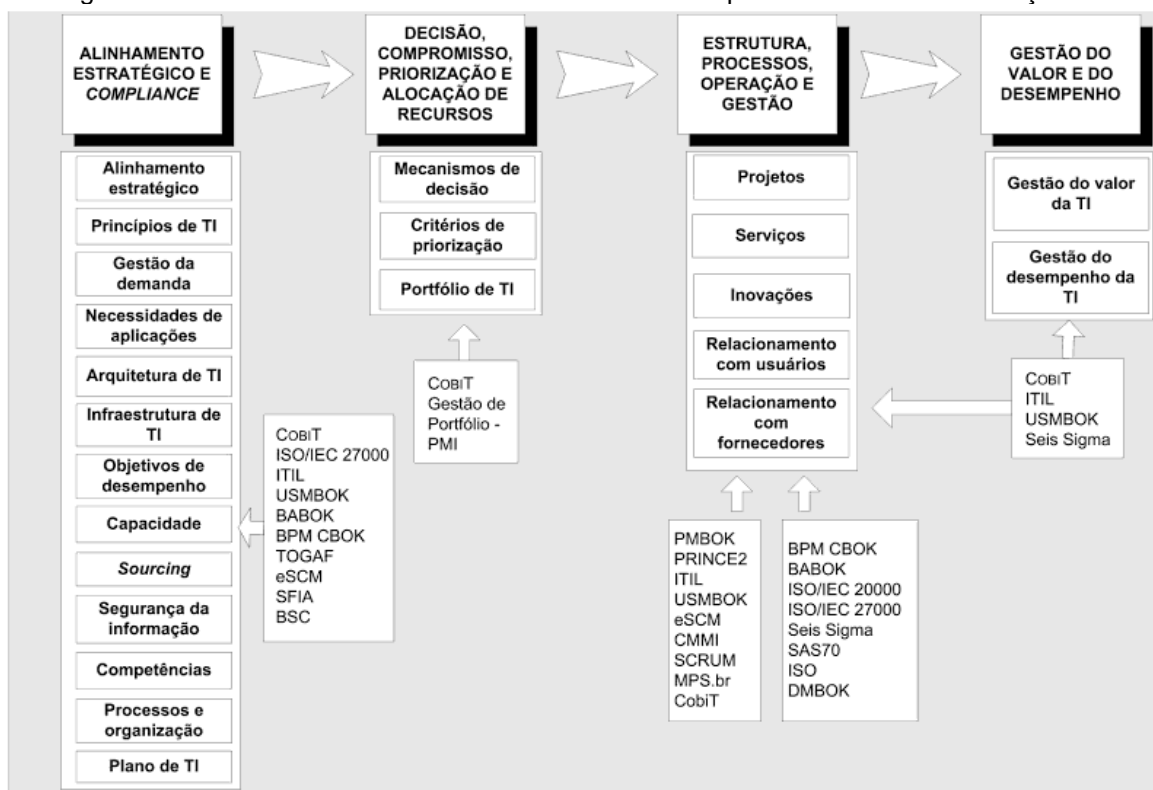 ALINHAMENTO
ESTRATÉGICO E
COMPLIANCE
DECISÃO,
COMPROMISSO,
PRIORIZAÇÃO E
ALOCAÇÃO DE
RECURSOS
ESTRUTURA,
PROCESSOS,
OPERAÇÃO E
GESTÃO
GESTÃO DO
VALOR E DO
DESEMPENHO
Alinhamento
estratégico
Princípios de TI
Gestão da
demanda
Necessidades de
aplicações
Arquitetura de TI
Infraestrutura de
TI
Objetivos de
desempenho
Capacidade
Sourcing
Segurança da
informação
Competências
Processos e
organização
Plano de TI
COBIT
ISO/IEC 27000
ITIL
USMBOK
BABOK
BPM CBOK
TOGAF
eSCM
SFIA
BSC
Mecanismos de
decisão
Critérios de
priorização
Portfólio de TI
COBIT
Gestão de
Portfólio -
PMI
Projetos
Serviços
Inovações
Relacionamento
com usuários
Relacionamento
com
fornecedores
PMBOK
PRINCE2
ITIL
USMBOK
eSCM
CMMI
SCRUM
MPS.br
CobiT
BPM CBOK
BABOK
ISO/IEC 20000
ISO/IEC 27000
Seis Sigma
SAS70
ISO
DMBOK
Gestão do valor
da TI
Gestão do
desempenho da
TI
COBIT
ITIL
USMBOK
Seis Sigma